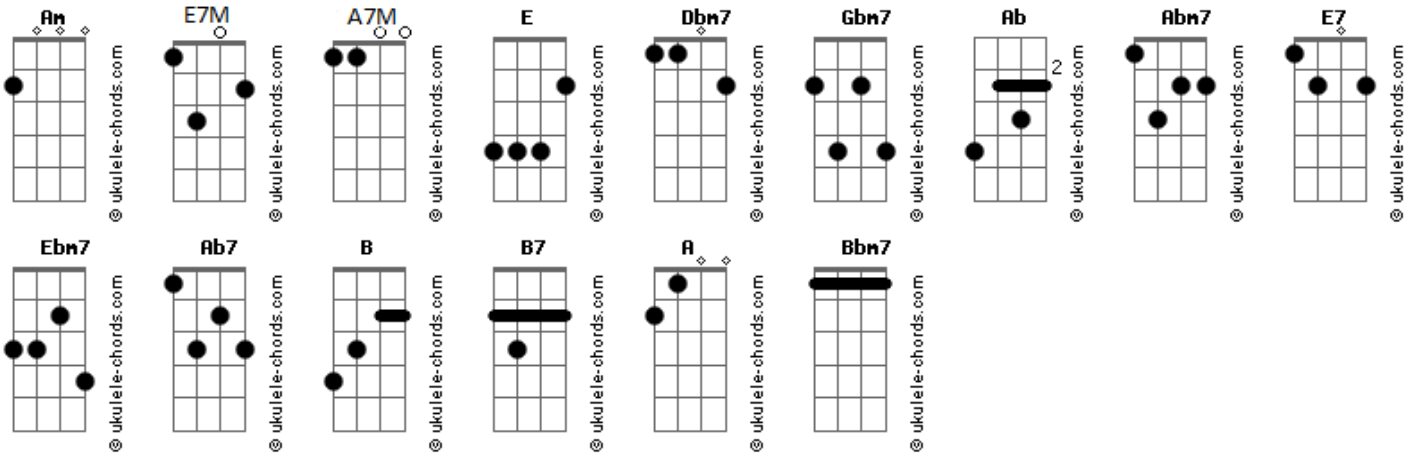 Am E7M A7M E Dbm7 Gbm7 Ab Abm7 E7
2
© ukulele-chords.com © ukulele-chords.com © ukulele-chords.com © ukulele-chords.com © ukulele-chords.com © ukulele-chords.com © ukulele-chords.com © ukulele-chords.com © ukulele-chords.com
Ebm7 Ab7 B B7 A Bbm7
© ukulele-chords.com © ukulele-chords.com © ukulele-chords.com © ukulele-chords.com © ukulele-chords.com © ukulele-chords.com